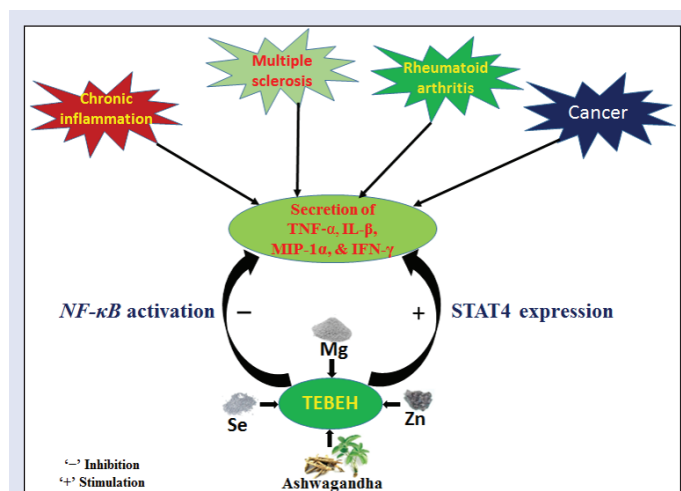 Chronic
inflammation
Multiple
sclerosis
Rheumatoid
arthritis
Cancer
Secretion of
TNF-α, IL-β,
MIP-1α, & IFN-γ
NF-κB activation
−
+
STAT4 expression
Mg
TEBEH
Se
Zn
Ashwagandha
‘−’ Inhibition
‘+’ Stimulation